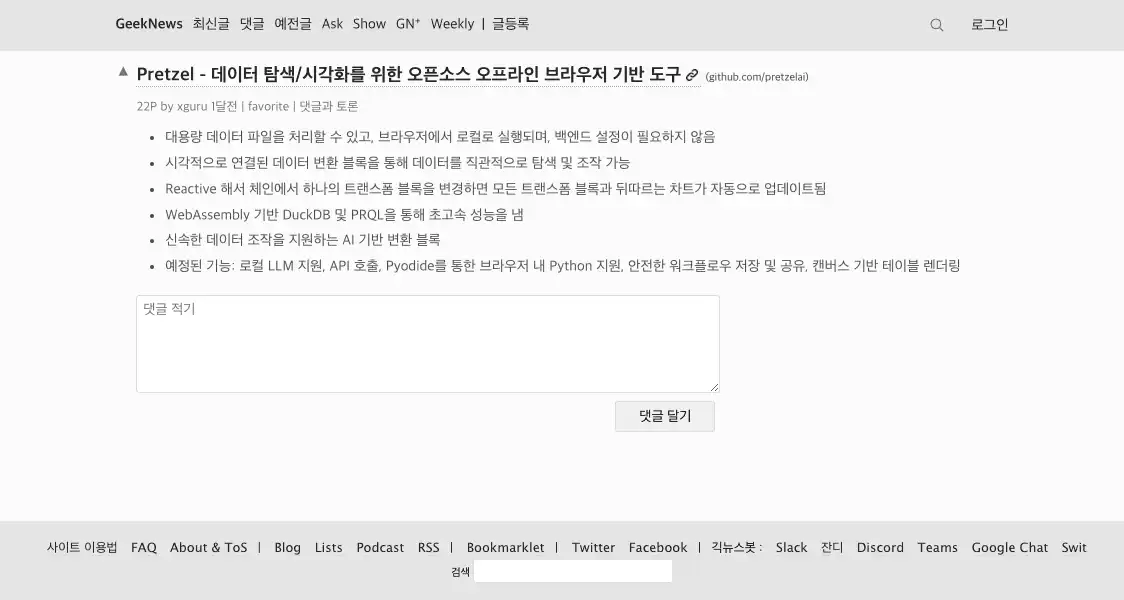 GeekNews 최신글 댓글 예전글 Ask Show GN⁺ Weekly | 글등록 로그인
▲ Pretzel - 데이터 탐색/시각화를 위한 오픈소스 오프라인 브라우저 기반 도구 (github.com/pretzelai)
22P by xguru 1달전 | favorite | 댓글과 토론
• 대용량 데이터 파일을 처리할 수 있고, 브라우저에서 로컬로 실행되며, 백엔드 설정이 필요하지 않음
• 시각적으로 연결된 데이터 변환 블록을 통해 데이터를 직관적으로 탐색 및 조작 가능
• Reactive 해서 체인에서 하나의 트랜스폼 블록을 변경하면 모든 트랜스폼 블록과 뒤따르는 차트가 자동으로 업데이트됨
• WebAssembly 기반 DuckDB 및 PRQL을 통해 초고속 성능을 냄
• 신속한 데이터 조작을 지원하는 AI 기반 변환 블록
• 예정된 기능: 로컬 LLM 지원, API 호출, Pyodide를 통한 브라우저 내 Python 지원, 안전한 워크플로우 저장 및 공유, 캔버스 기반 테이블 렌더링
댓글 적기
댓글 달기
사이트 이용법 FAQ About & ToS | Blog Lists Podcast RSS | Bookmarklet | Twitter Facebook | 긱뉴스봇 : Slack 잔디 Discord Teams Google Chat Swit
검색